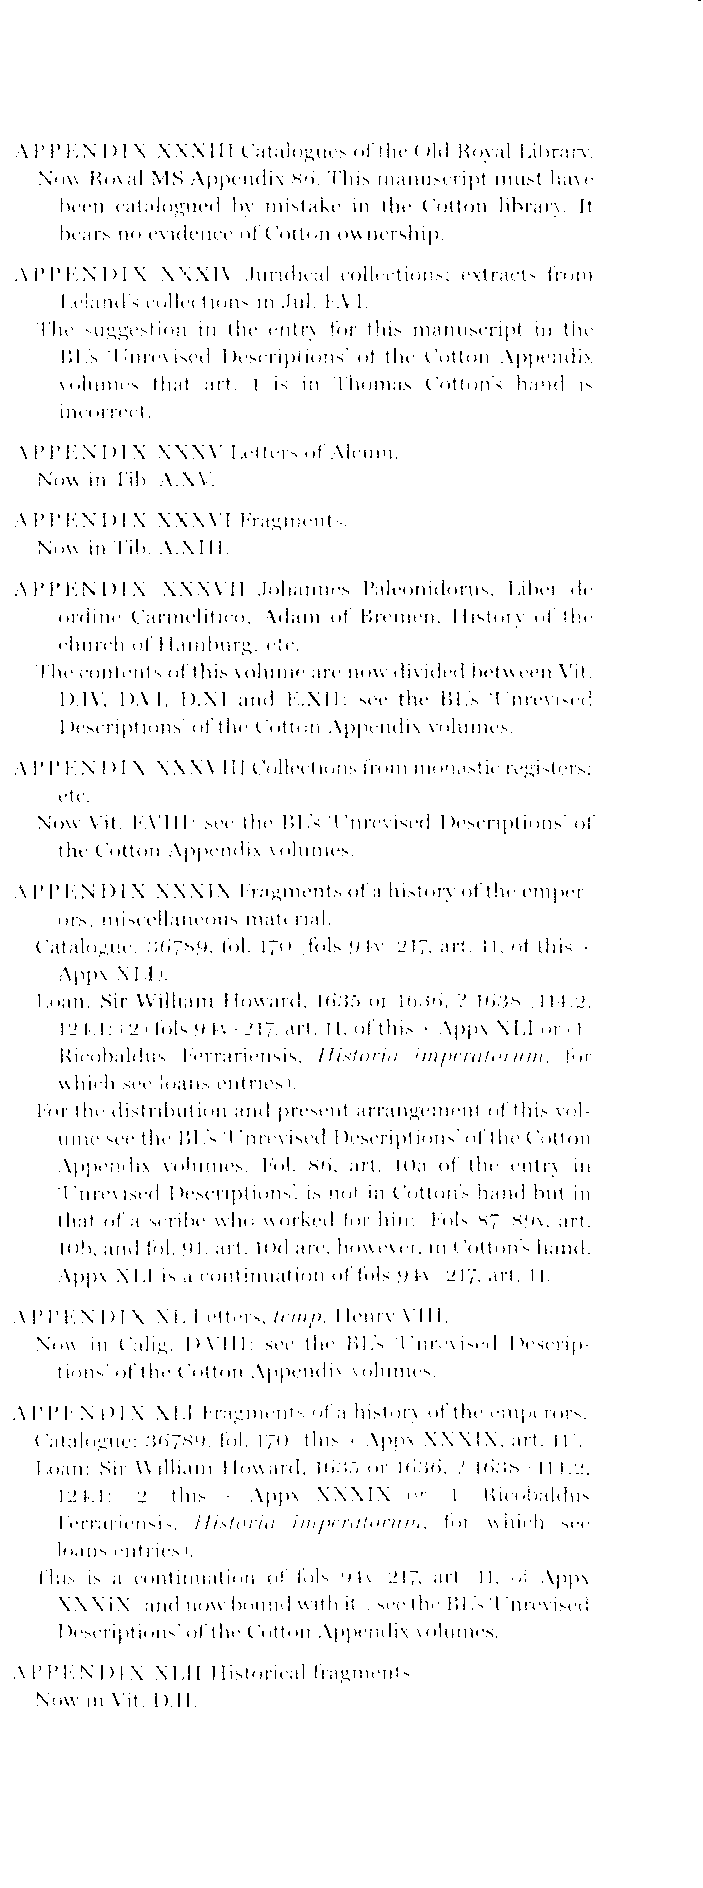 APPENDIX XXXIII Catalogues of the Old Royal Library.
Now Royal MS Appendix 86. This manuscript must have
been catalogued by mistake in the Cotton library. It
bears no evidence of Cotton ownership.
APPENDIX XXXIV Juridical collections; extracts from
Leland's collections in Jul. F.VI.
The suggestion in the entry for this manuscript in the
BL's 'Unrevised Descriptions' of the Cotton Appendix
volumes that art. 1 is in Thomas Cotton's hand is
incorrect.
APPENDIX XXXV Letters of Alcuin.
Now in Tib. A.XV.
APPENDIX XXXVI Fragments.
Now in Tib. A.XIII.
APPENDIX XXXVII Johannes Paleonidorus, Liber de
ordine Carmelitico, Adam of Bremen, History of the
church of Hamburg, etc.
The contents of this volume are now divided between Vit.
D.IV, D.VI, D.XI and E.XII: see the BL's 'Unrevised
Descriptions' of the Cotton Appendix volumes.
APPENDIX XXXVIII Collections from monastic registers;
etc.
Now Vit. F.VIII: see the BL's 'Unrevised Descriptions' of
the Cotton Appendix volumes.
APPENDIX XXXIX Fragments of a history of the emper-
ors, miscellaneous material.
Catalogue: 36789, fol. 170 (fols 94v–217, art. 11, of this +
Appx XLI).
Loan: Sir William Howard, 1635 or 1636, ? 1638 (114.2,
124.1: (2) fols 94v–217, art. 11, of this + Appx XLI or (1)
Ricobaldus Ferrariensis, Historia imperatorum, for
which see loans entries).
For the distribution and present arrangement of this vol-
ume see the BL's 'Unrevised Descriptions' of the Cotton
Appendix volumes. Fol. 86, art. 10a of the entry in
'Unrevised Descriptions', is not in Cotton's hand but in
that of a scribe who worked for him. Fols 87–89v, art.
10b, and fol. 91, art. 10d are, however, in Cotton's hand.
Appx XLI is a continuation of fols 94v–217, art. 11.
APPENDIX XL Letters, temp. Henry VIII.
Now in Calig. D.VIII: see the BL's 'Unrevised Descrip-
tions' of the Cotton Appendix volumes.
APPENDIX XLI Fragments of a history of the emperors.
Catalogue: 36789, fol. 170 (this + Appx XXXIX, art. 11).
Loan: Sir William Howard, 1635 or 1636, ? 1638 (114.2,
124.1: (2) this + Appx XXXIX or (1) Ricobaldus
Ferrariensis, Historia imperatorum, for which see
loans entries).
This is a continuation of fols 94v–217, art. 11, of Appx
XXXIX (and now bound with it), see the BL's 'Unrevised
Descriptions' of the Cotton Appendix volumes.
APPENDIX XLII Historical fragments.
Now in Vit. D.II.